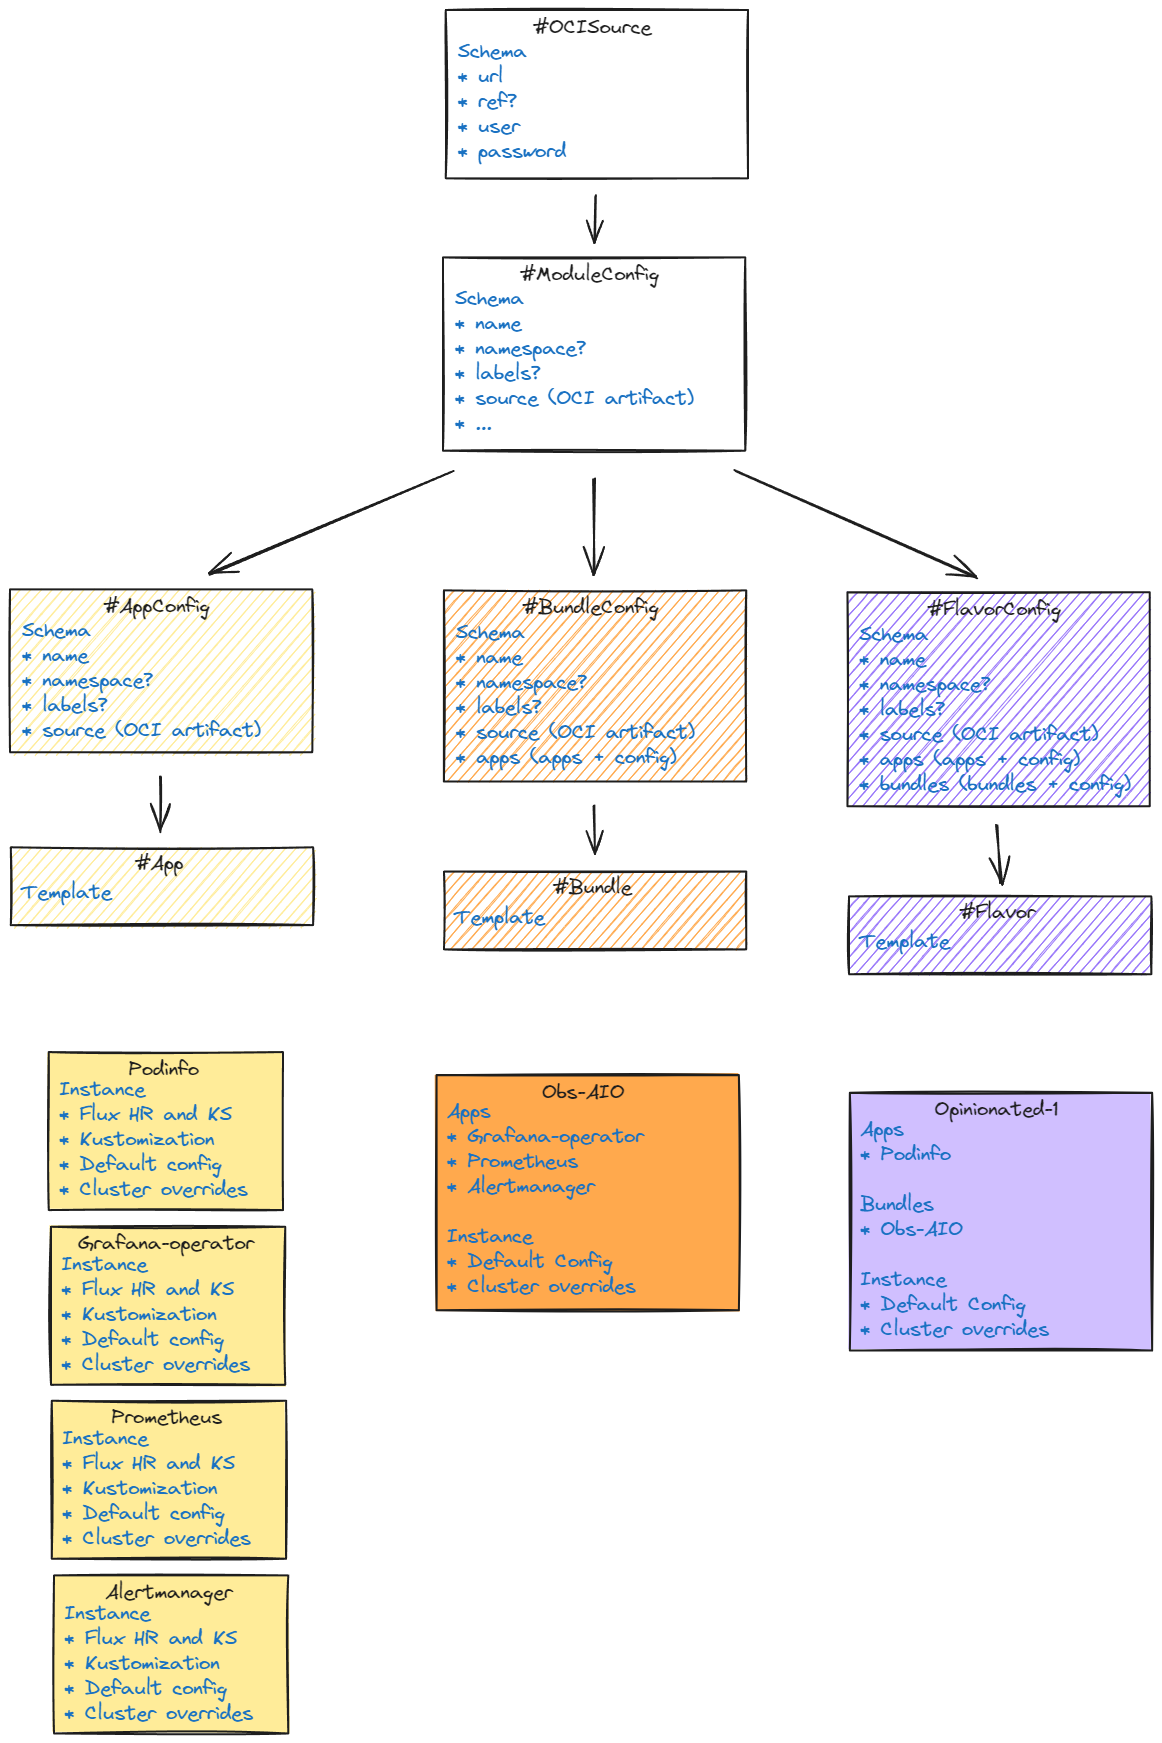 #OCISource
Schema
* url
* ref?
* user
* password
#ModuleConfig
Schema
* name
* namespace?
* labels?
* source (OCI artifact)
* ...
#AppConfig
Schema
* name
* namespace?
* labels?
* source (OCI artifact)
#App
Template
#BundleConfig
Schema
* name
* namespace?
* labels?
* source (OCI artifact)
* apps (apps + config)
#Bundle
Template
#FlavorConfig
Schema
* name
* namespace?
* labels?
* source (OCI artifact)
* apps (apps + config)
* bundles (bundles + config)
#Flavor
Template
Podinfo
Instance
* Flux HR and KS
* Kustomization
* Default config
* Cluster overrides
Grafana-operator
Instance
* Flux HR and KS
* Kustomization
* Default config
* Cluster overrides
Prometheus
Instance
* Flux HR and KS
* Kustomization
* Default config
* Cluster overrides
Alertmanager
Instance
* Flux HR and KS
* Kustomization
* Default config
* Cluster overrides
Obs-AIO
Apps
* Grafana-operator
* Prometheus
* Alertmanager
Instance
* Default Config
* Cluster overrides
Opinionated-1
Apps
* Podinfo
Bundles
* Obs-AIO
Instance
* Default Config
* Cluster overrides